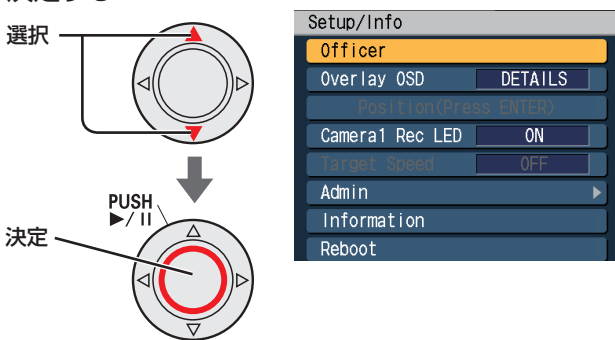 選択
PUSH
▶/II
決定
Setup/Info
Officer
Overlay OSD DETAILS
Position(Press ENTER)
Camera1 Rec LED ON
Target Speed OFF
Admin
Information
Reboot